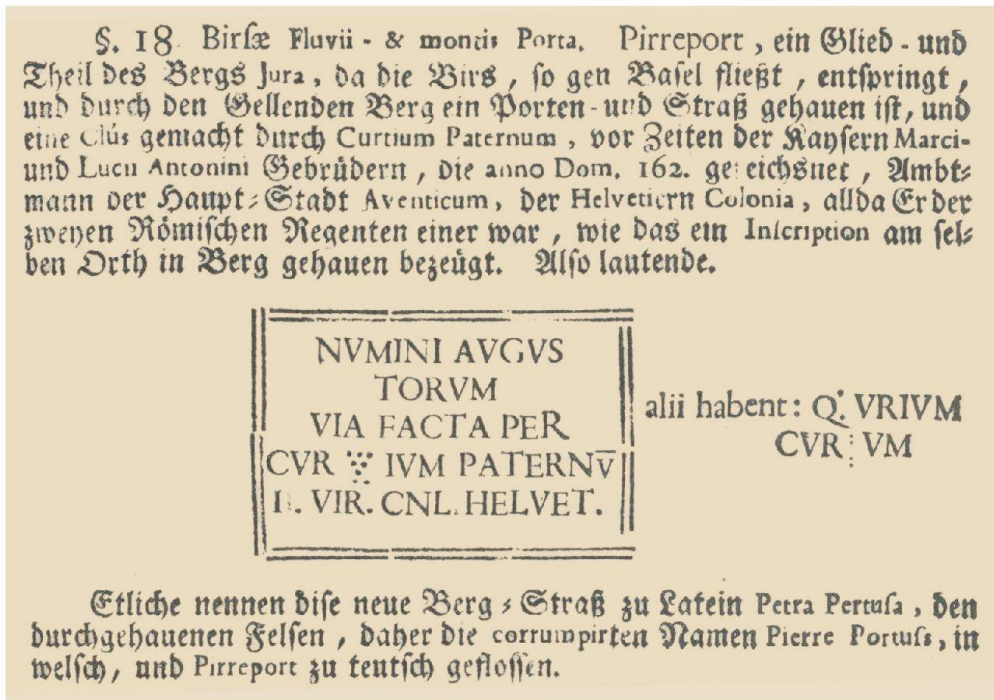 §. 18 Birsæ Fluvii - & montis Porta. Pirreport, ein Glied - und
Theil des Bergs Jura, da die Birs, so gen Basel fließt, entspringt,
und durch den Gellenden Berg ein Porten - und Straß gehauen ist, und
eine Clus gemacht durch Curtium Paternum, vor Zeiten der Kaysern Marci-
und Lucii Antonini Gebrüdern, die anno Dom. 162. gereichsnet, Ambt-
mann der Haupt-Stadt Aventicum, der Helvetiern Colonia, allda Er der
zweyen Römischen Regenten einer war, wie das ein Inscription am sel-
ben Orth in Berg gehauen bezeügt. Also lautende.
NVMINI AVGVS
TORVM
VIA FACTA PER
CVR IVM PATERNV̄
II. VIR. CNL. HELVET.
alii habent: Q. VRIVM
CVR VM
Etliche nennen dise neue Berg-Straß zu Latein Petra Pertusa, den
durchgehauenen Felsen, daher die corrumpirten Namen Pierre Portuss, in
welsch, und Pirreport zu teutsch geflossen.